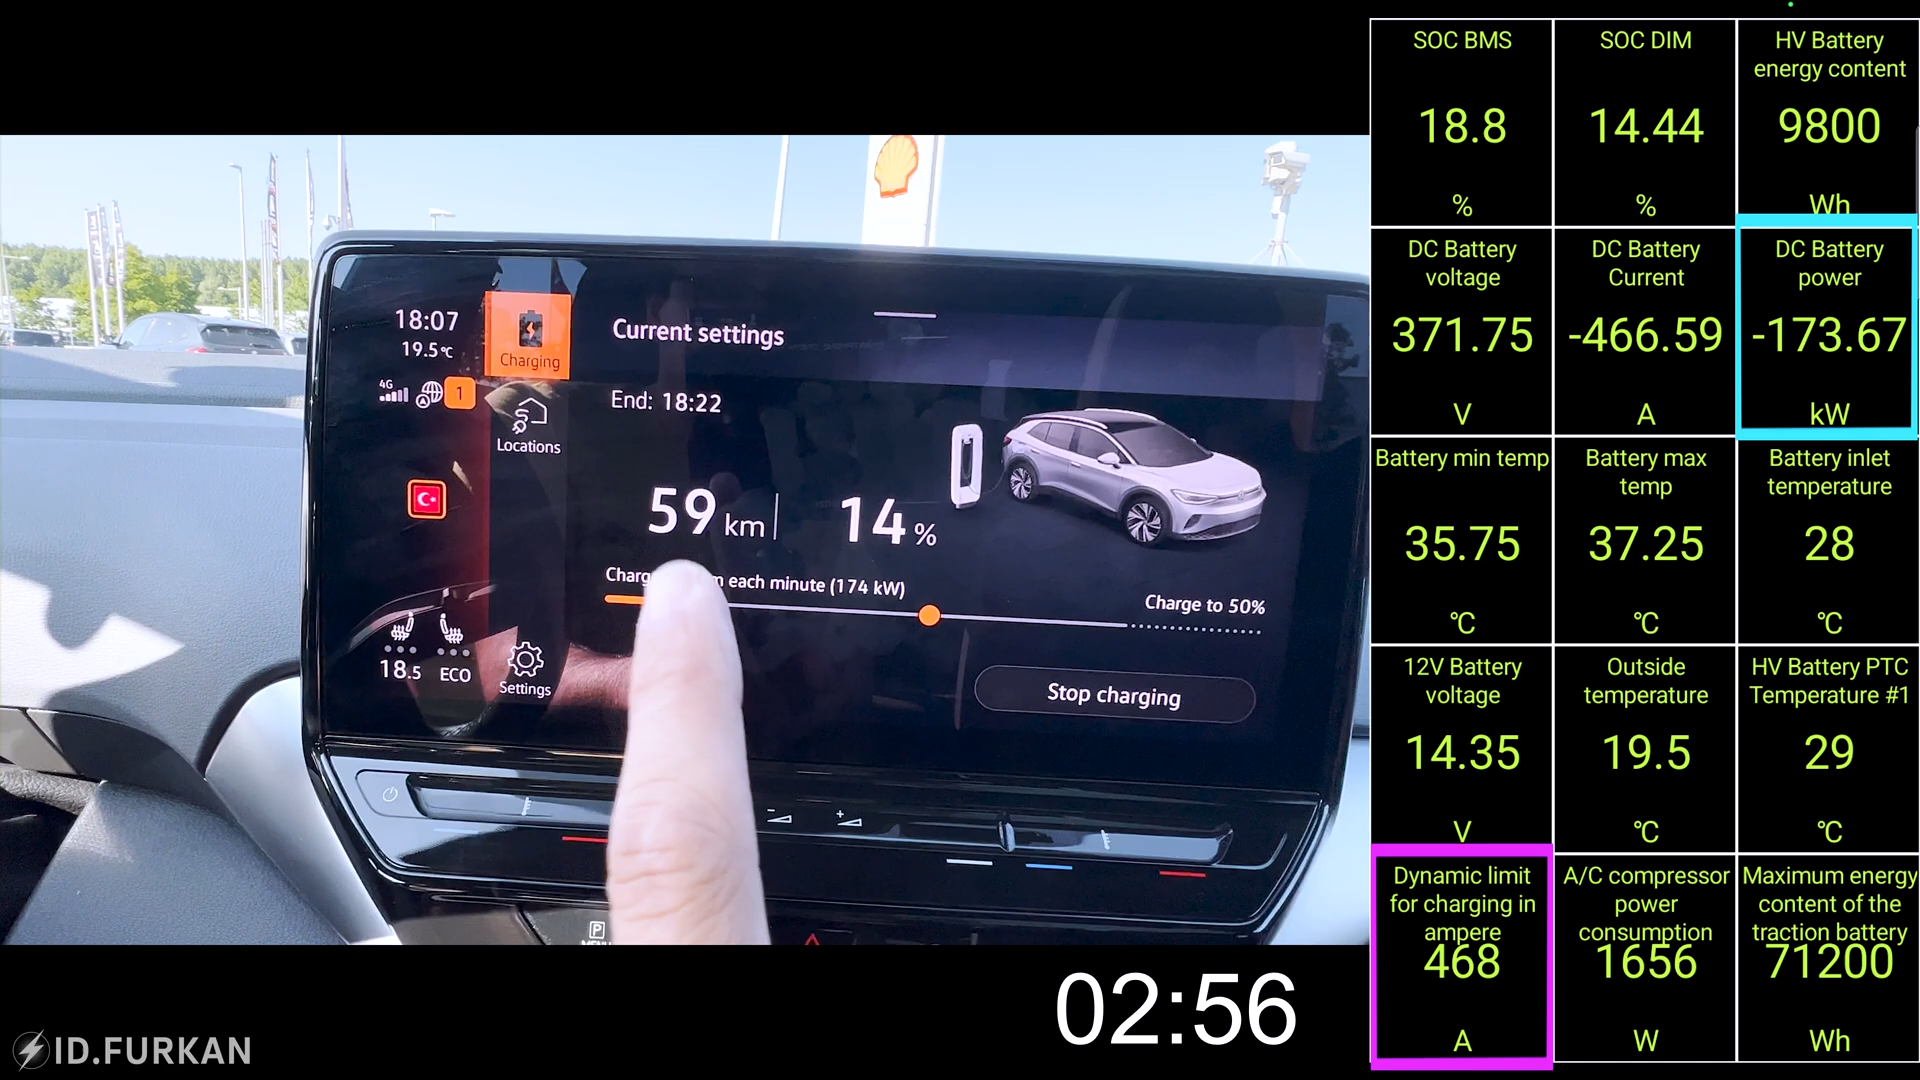 18:07
19.5°C
4G
1
Charging
Locations
Settings
18.5
ECO
Current settings
End: 18:22
59 km
14 %
each minute (174 kW)
Charge to 50%
Stop charging
P
02:56
ID.FURKAN
SOC BMS
18.8
%
SOC DIM
14.44
%
HV Battery
energy content
9800
Wh
DC Battery
voltage
371.75
V
DC Battery
Current
-466.59
A
DC Battery
power
-173.67
kW
Battery min temp
35.75
°C
Battery max
temp
37.25
°C
Battery inlet
temperature
28
°C
12V Battery
voltage
14.35
V
Outside
temperature
19.5
°C
HV Battery PTC
Temperature #1
29
°C
Dynamic limit
for charging in
ampere
468
A
A/C compressor
power
consumption
1656
W
Maximum energy
content of the
traction battery
71200
Wh